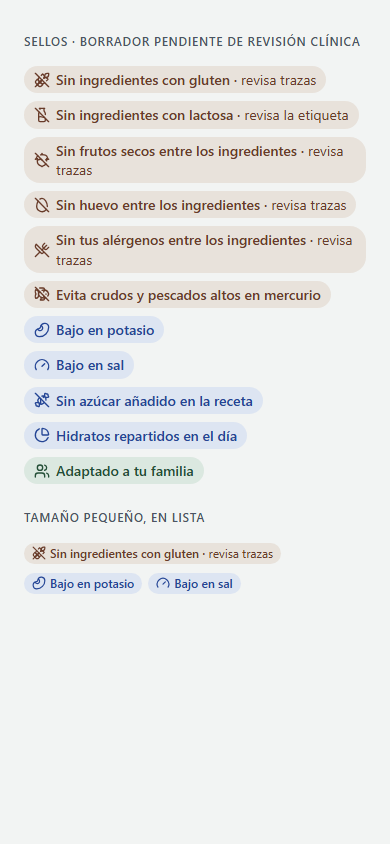 SELLOS · BORRADOR PENDIENTE DE REVISIÓN CLÍNICA
Sin ingredientes con gluten · revisa trazas
Sin ingredientes con lactosa · revisa la etiqueta
Sin frutos secos entre los ingredientes · revisa
trazas
Sin huevo entre los ingredientes · revisa trazas
Sin tus alérgenos entre los ingredientes · revisa
trazas
Evita crudos y pescados altos en mercurio
Bajo en potasio
Bajo en sal
Sin azúcar añadido en la receta
Hidratos repartidos en el día
Adaptado a tu familia
TAMAÑO PEQUEÑO, EN LISTA
Sin ingredientes con gluten · revisa trazas
Bajo en potasio Bajo en sal